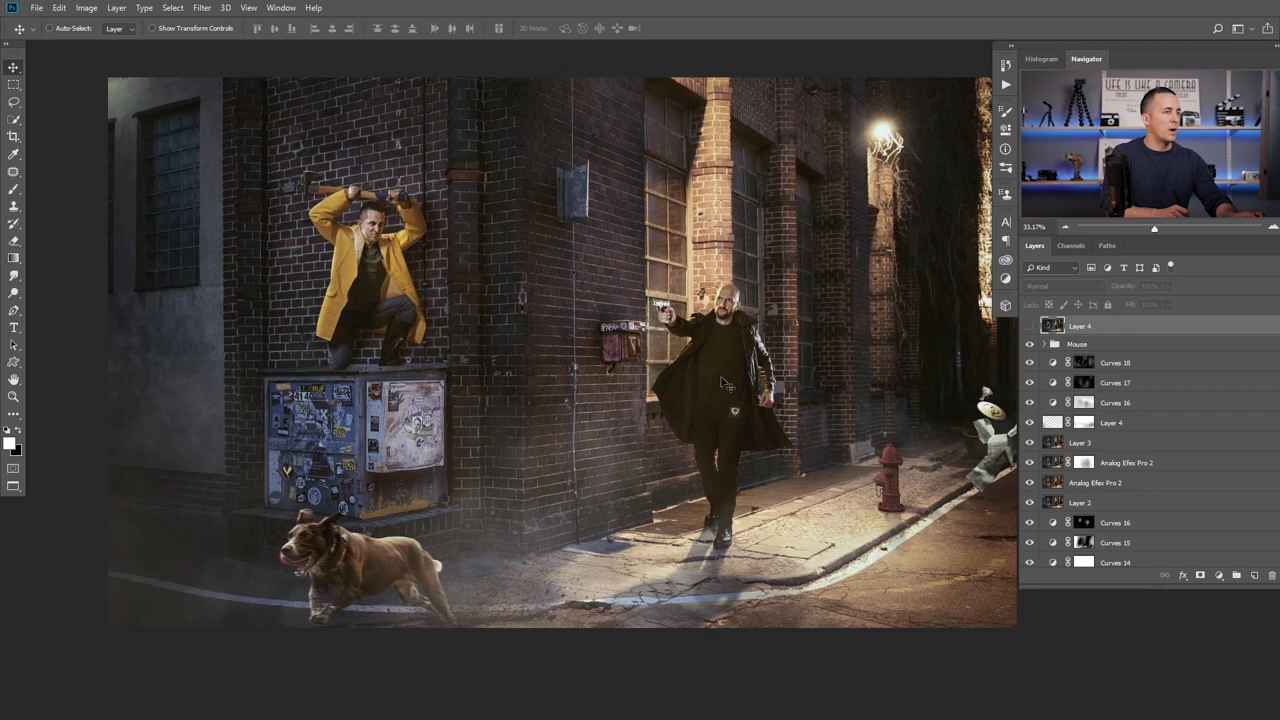 Ps File Edit Image Layer Type Select Filter 3D View Window Help
Auto-Select: Layer Show Transform Controls 3D Mode:
Histogram Navigator
LIFE IS LIKE A CAMERA
33.17%
Layers Channels Paths
Kind T
Normal Opacity: 100%
Lock: Fill: 100%
Layer 4
Mouse
Curves 18
Curves 17
Curves 16
Layer 4
Layer 3
Analog Efex Pro 2
Analog Efex Pro 2
Layer 2
Curves 16
Curves 15
Curves 14
fx
A
T